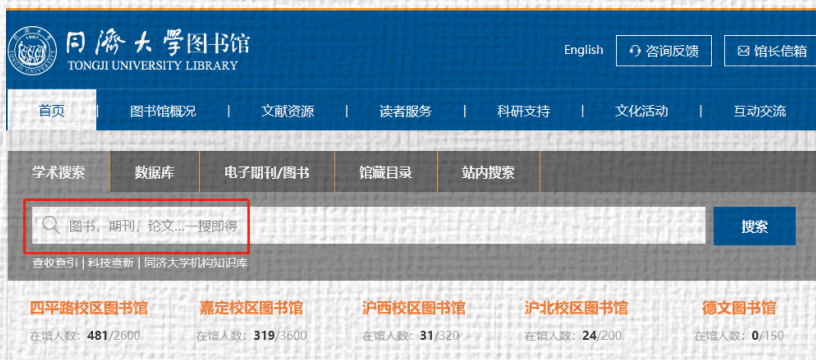 同济大学图书馆
TONGJI UNIVERSITY LIBRARY
English 咨询反馈 馆长信箱
首页 | 图书馆概况 | 文献资源 | 读者服务 | 科研支持 | 文化活动 | 互动交流
学术搜索 数据库 电子期刊/图书 馆藏目录 站内搜索
图书，期刊，论文...一搜即得 搜索
查收查引 | 科技查新 | 同济大学机构知识库
四平路校区图书馆 嘉定校区图书馆 沪西校区图书馆 沪北校区图书馆 德文图书馆
在馆人数：481/2600 在馆人数：319/3600 在馆人数：31/320 在馆人数：24/200 在馆人数：0/150